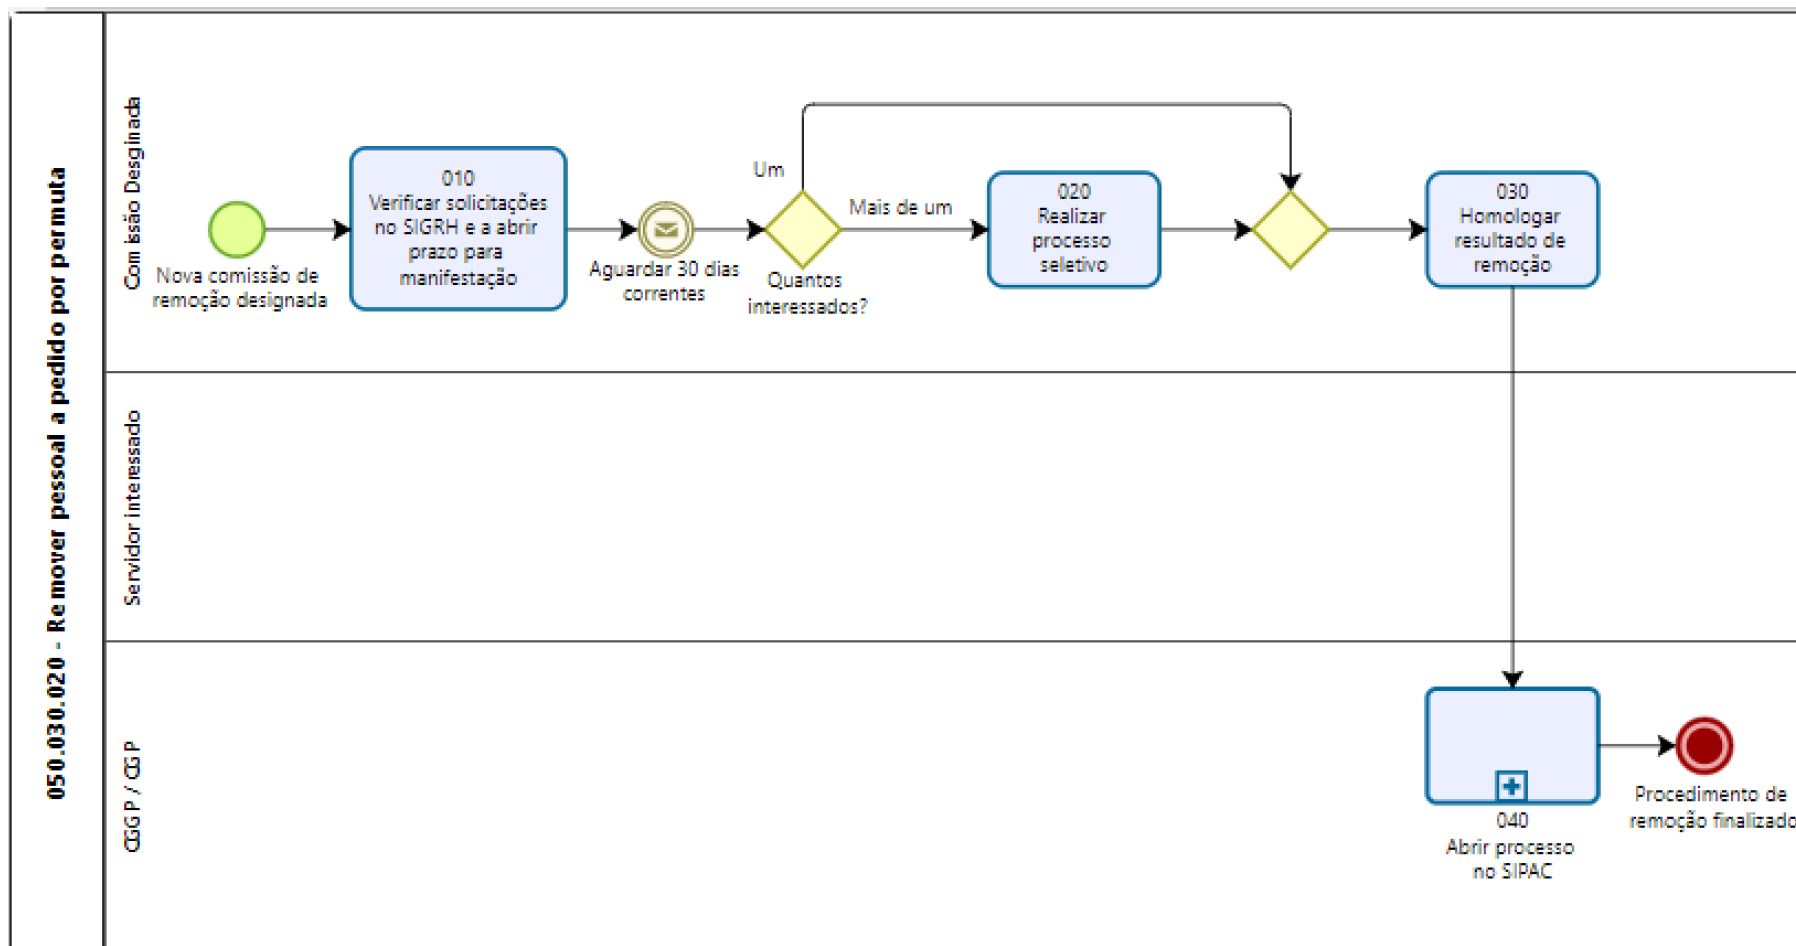 050.030.020 - Remover pessoal a pedido por permuta
Comissão Desginada
Nova comissão de
remoção designada
010
Verificar solicitações
no SIGRH e a abrir
prazo para
manifestação
Aguardar 30 dias
correntes
Um
Quantos
interessados?
Mais de um
020
Realizar
processo
seletivo
030
Homologar
resultado de
remoção
Servidor interessado
CGGP / CGP
040
Abrir processo
no SIPAC
Procedimento de
remoção finalizado